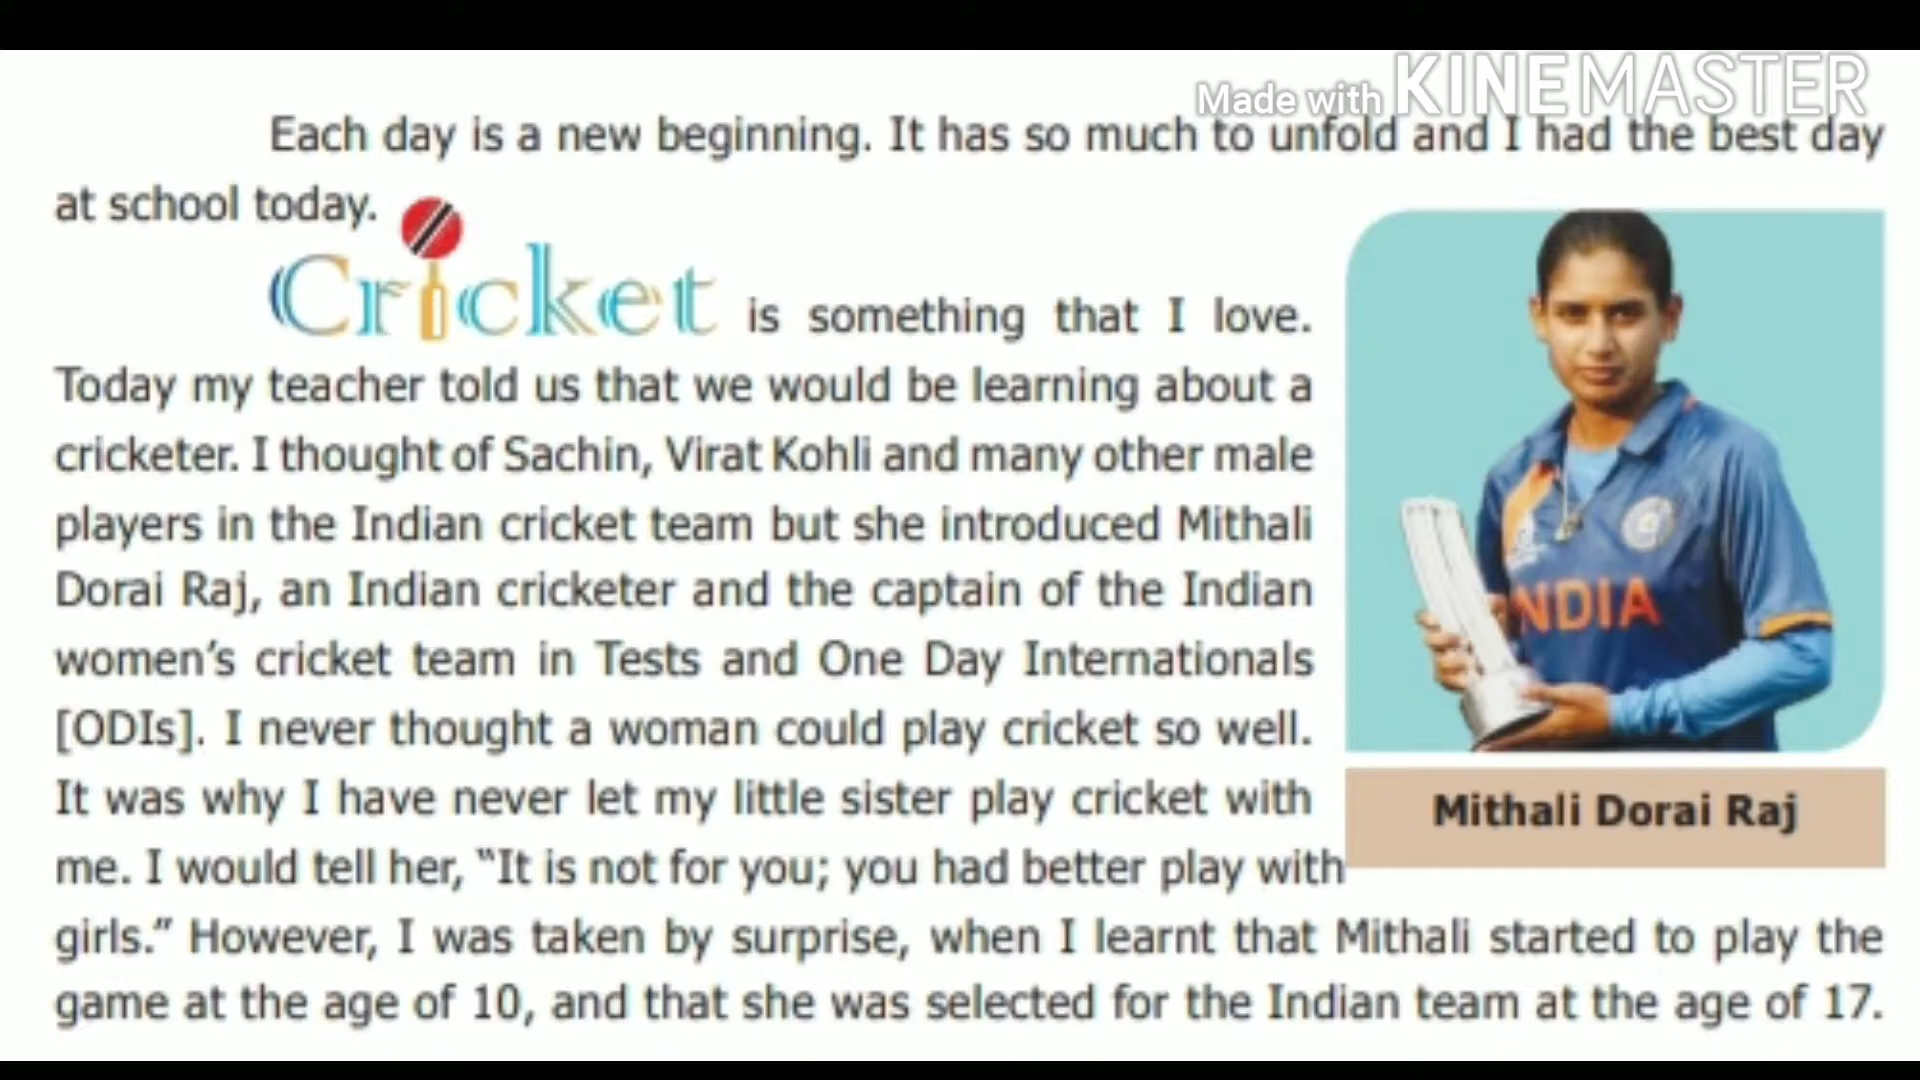 Made with KINEMASTER
Each day is a new beginning. It has so much to unfold and I had the best day
at school today.
Cricket is something that I love.
Today my teacher told us that we would be learning about a
cricketer. I thought of Sachin, Virat Kohli and many other male
players in the Indian cricket team but she introduced Mithali
Dorai Raj, an Indian cricketer and the captain of the Indian
women’s cricket team in Tests and One Day Internationals
[ODIs]. I never thought a woman could play cricket so well.
It was why I have never let my little sister play cricket with
me. I would tell her, “It is not for you; you had better play with
girls.” However, I was taken by surprise, when I learnt that Mithali started to play the
game at the age of 10, and that she was selected for the Indian team at the age of 17.
INDIA
Mithali Dorai Raj